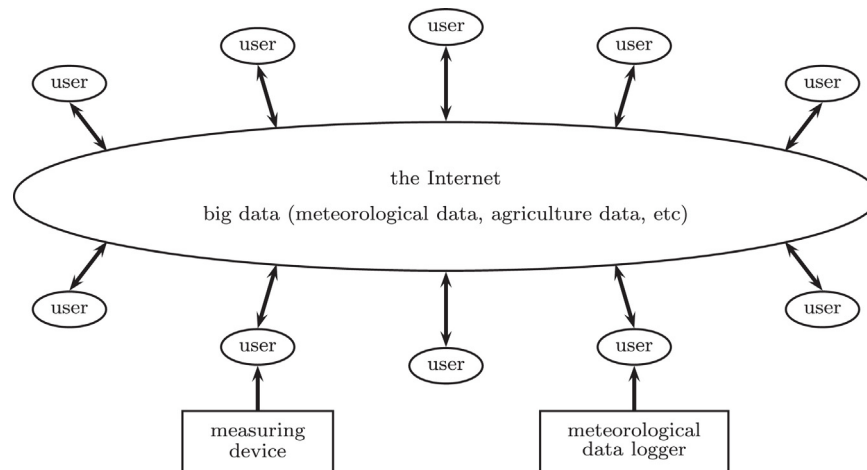 user
user
user
user
user
the Internet
big data (meteorological data, agriculture data, etc)
user
user
user
user
user
measuring
device
meteorological
data logger